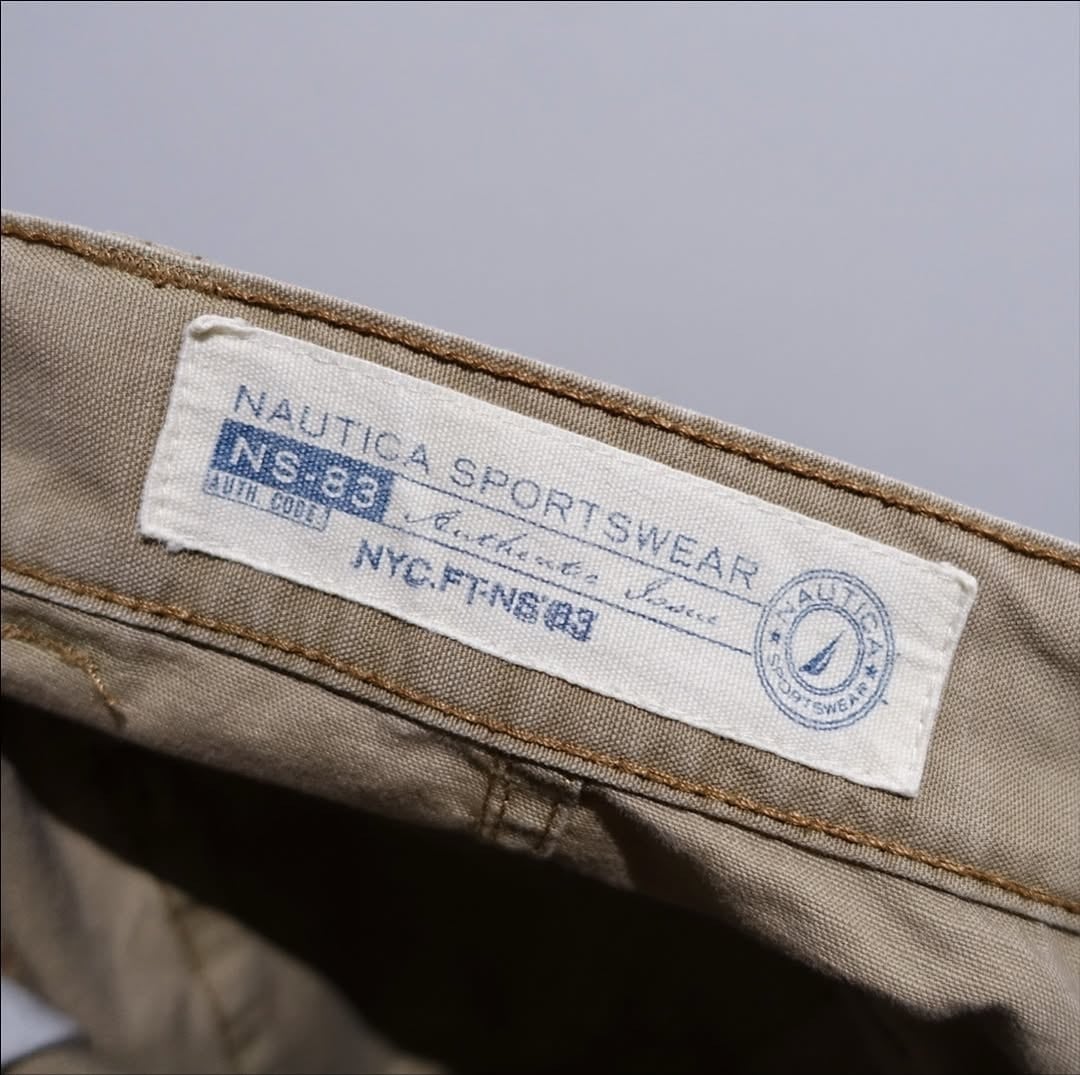 NAUTICA SPORTSWEAR
NS-83
Authentic Issue
AUTH CODE
NYC.FT-NS'83
NAUTICA
SPORTSWEAR